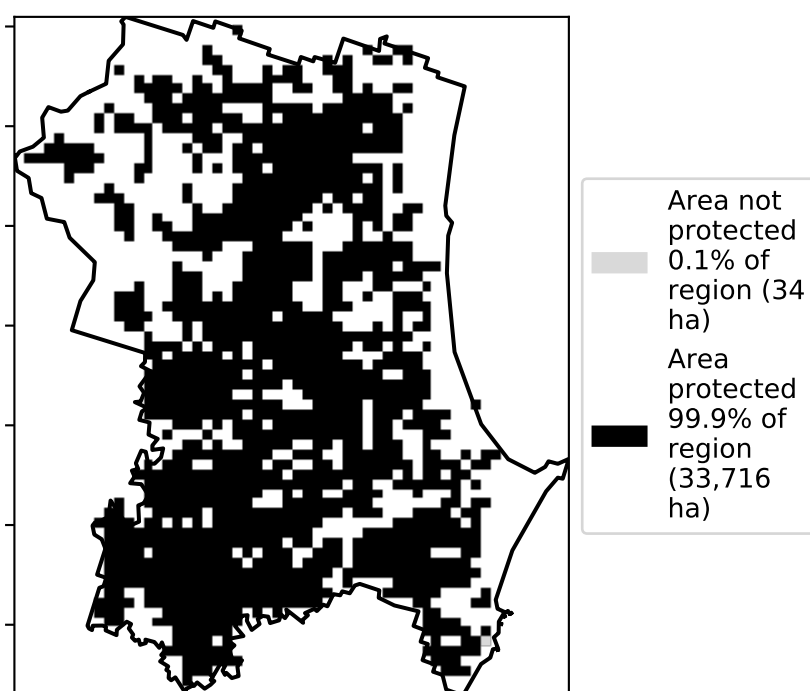 Area not
protected
0.1% of
region (34
ha)
Area
protected
99.9% of
region
(33,716
ha)